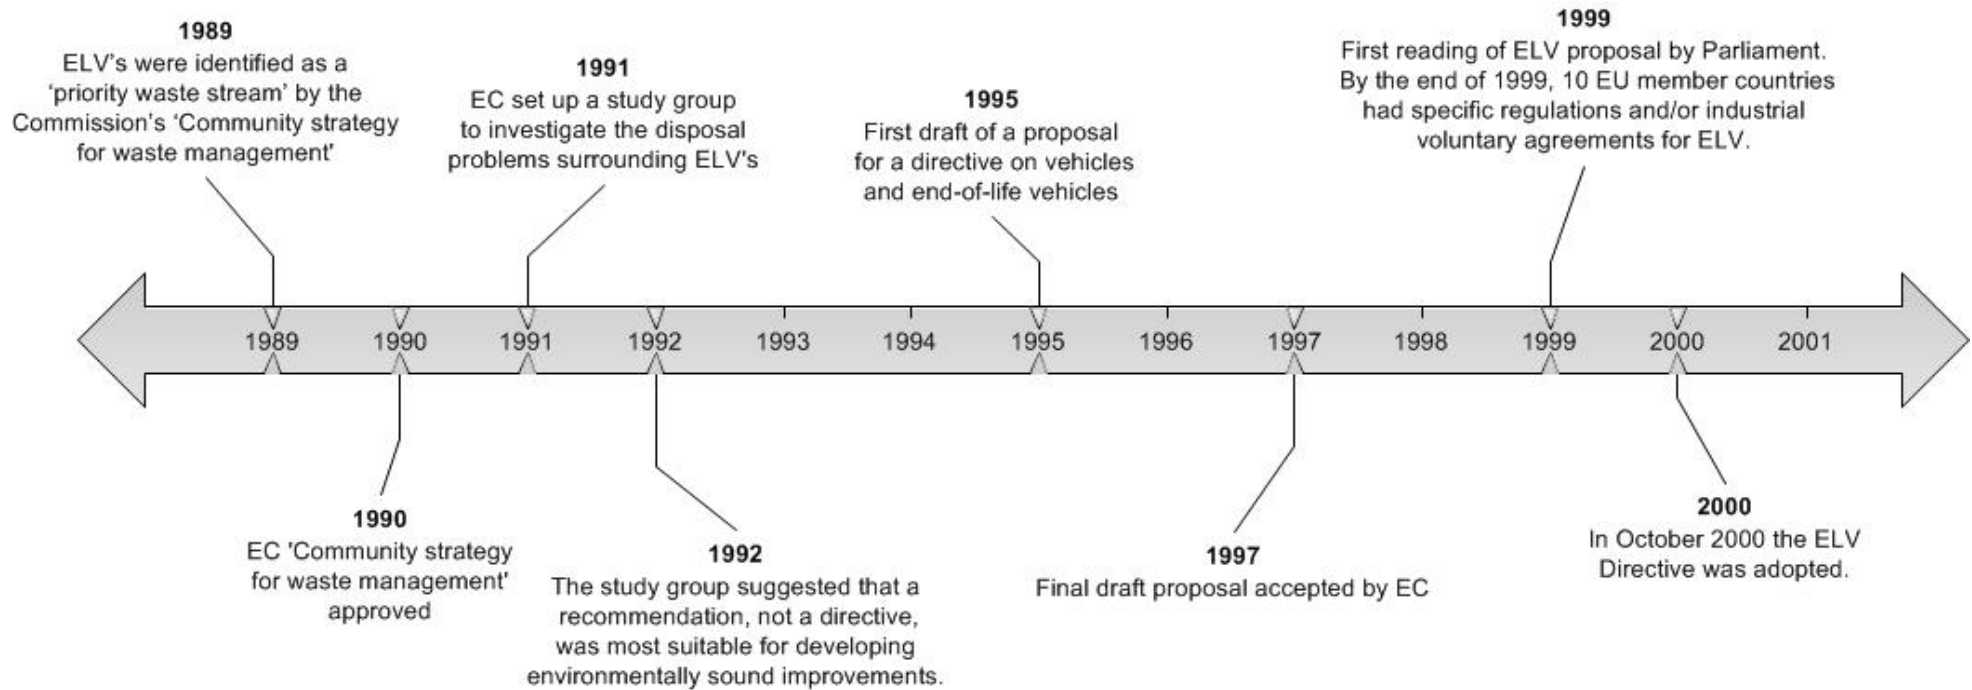 1989
ELV's were identified as a
‘priority waste stream’ by the
Commission’s ‘Community strategy
for waste management'
1991
EC set up a study group
to investigate the disposal
problems surrounding ELV's
1995
First draft of a proposal
for a directive on vehicles
and end-of-life vehicles
1999
First reading of ELV proposal by Parliament.
By the end of 1999, 10 EU member countries
had specific regulations and/or industrial
voluntary agreements for ELV.
1989 1990 1991 1992 1993 1994 1995 1996 1997 1998 1999 2000 2001
1990
EC 'Community strategy
for waste management'
approved
1992
The study group suggested that a
recommendation, not a directive,
was most suitable for developing
environmentally sound improvements.
1997
Final draft proposal accepted by EC
2000
In October 2000 the ELV
Directive was adopted.